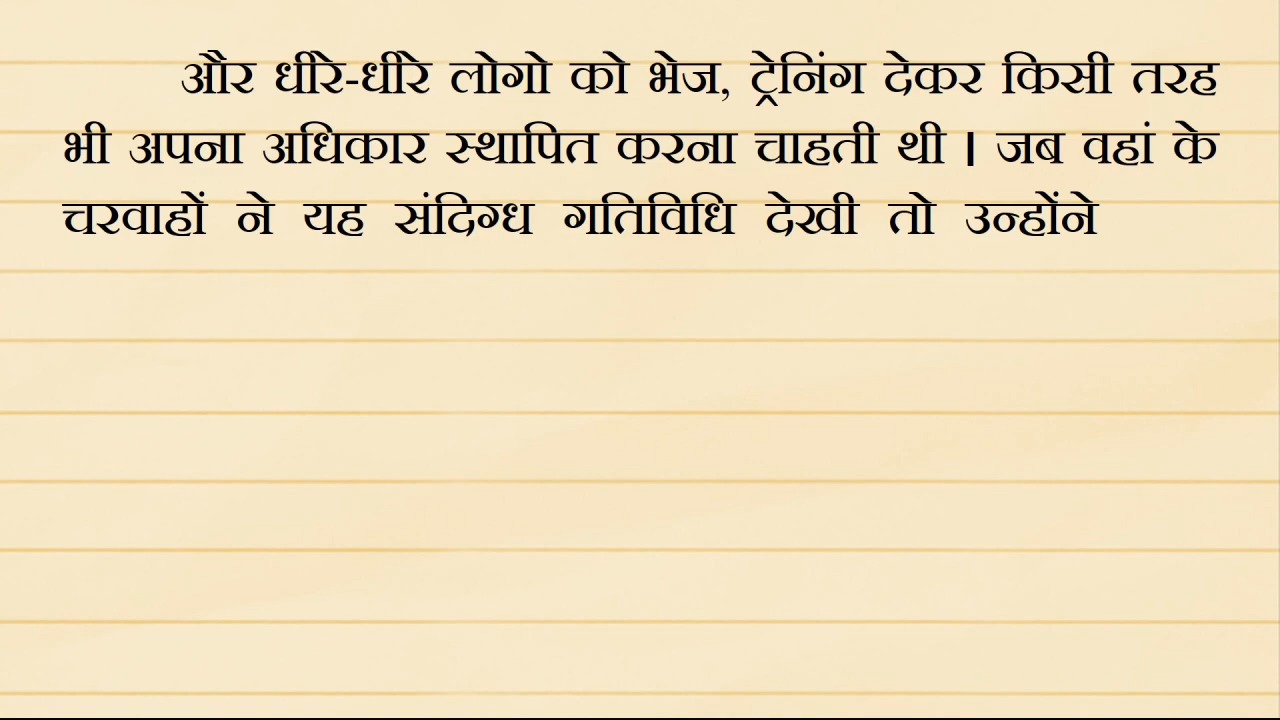 और धीरे-धीरे लोगो को भेज, ट्रेनिंग देकर किसी तरह
भी अपना अधिकार स्थापित करना चाहती थी । जब वहां के
चरवाहों ने यह संदिग्ध गतिविधि देखी तो उन्होंने